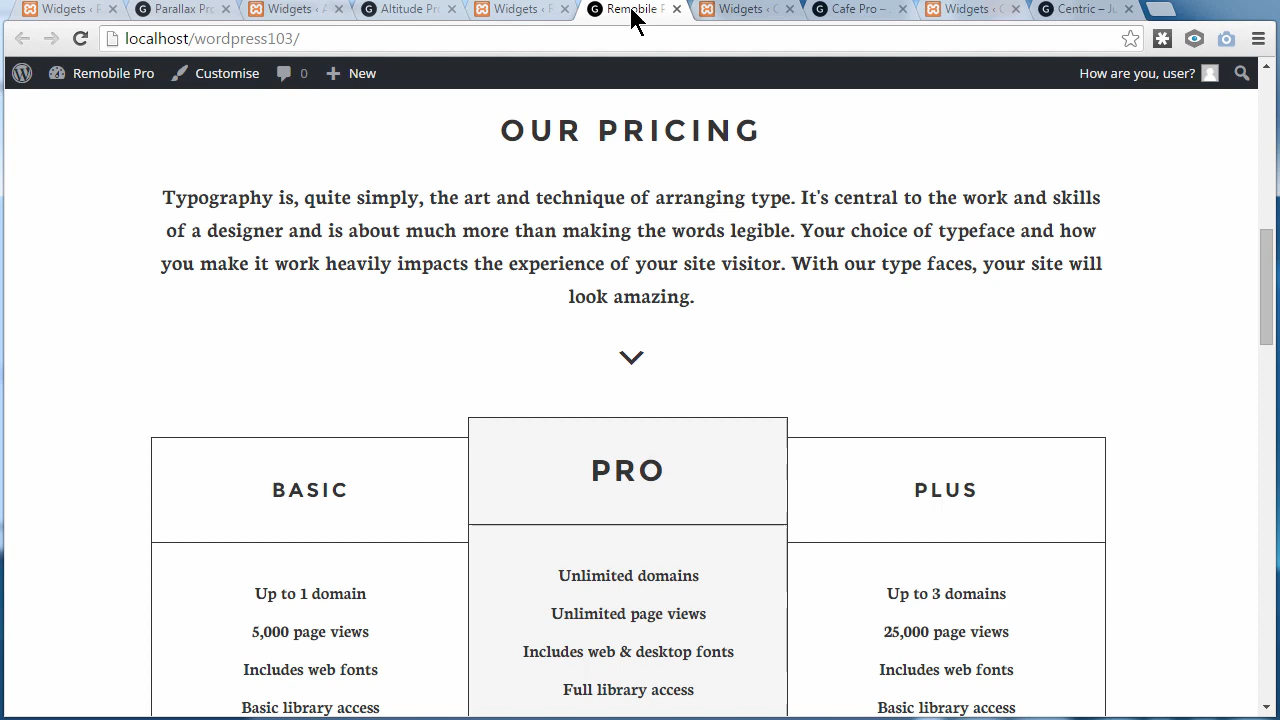 Widgets ‹ Parallax Pro Widgets ‹ Altitude Pro Widgets ‹ Remobile Widgets ‹ Cafe Pro – Widgets ‹ Centric –
localhost/wordpress103/
Remobile Pro Customise 0 New How are you, user?
OUR PRICING
Typography is, quite simply, the art and technique of arranging type. It's central to the work and skills
of a designer and is about much more than making the words legible. Your choice of typeface and how
you make it work heavily impacts the experience of your site visitor. With our type faces, your site will
look amazing.
BASIC
Up to 1 domain
5,000 page views
Includes web fonts
Basic library access
PRO
Unlimited domains
Unlimited page views
Includes web & desktop fonts
Full library access
PLUS
Up to 3 domains
25,000 page views
Includes web fonts
Basic library access